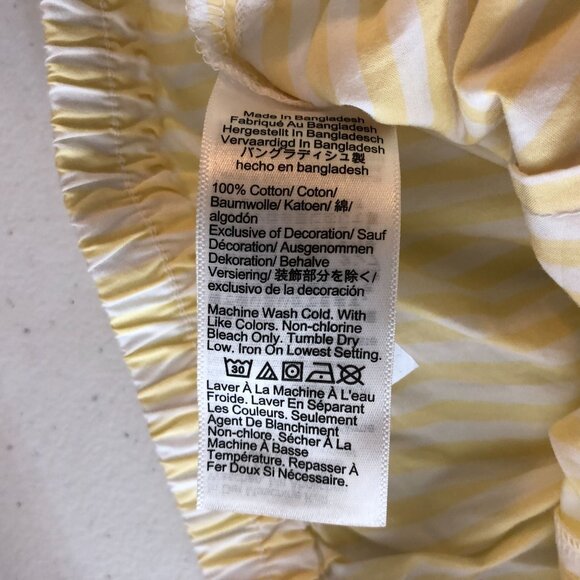 Made In Bangladesh
Fabriqué Au Bangladesh
Hergestellt In Bangladesch
Vervaardigd In Bangladesh
バングラディシュ製
hecho en bangladesh
100% Cotton/ Coton/
Baumwolle/ Katoen/ 綿/
algodón
Exclusive of Decoration/ Sauf
Décoration/ Ausgenommen
Dekoration/ Behalve
Versiering/ 装飾部分を除く/
exclusivo de la decoración
Machine Wash Cold. With
Like Colors. Non-chlorine
Bleach Only. Tumble Dry
Low. Iron On Lowest Setting.
30
Laver À La Machine À L'eau
Froide. Laver En Séparant
Les Couleurs. Seulement
Agent De Blanchiment
Non-chlore. Sécher À La
Machine À Basse
Température. Repasser À
Fer Doux Si Nécessaire.